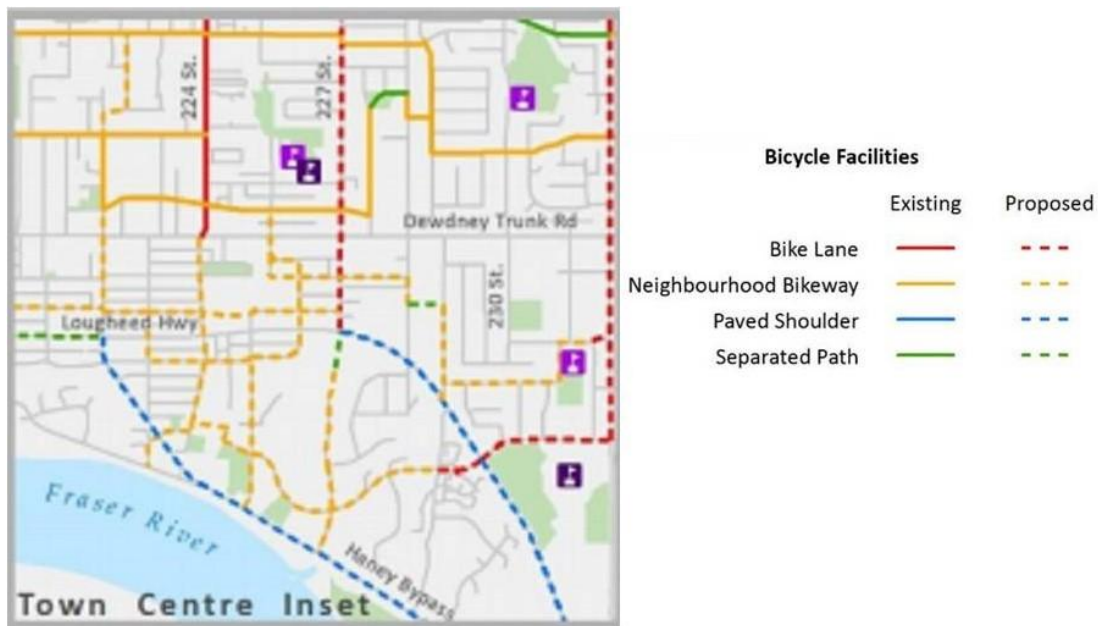 224 St.
227 St.
Dewdney Trunk Rd
230 St.
Lougheed Hwy
Fraser River
Haney Bypass
Town Centre Inset
Bicycle Facilities
Existing Proposed
Bike Lane
Neighbourhood Bikeway
Paved Shoulder
Separated Path